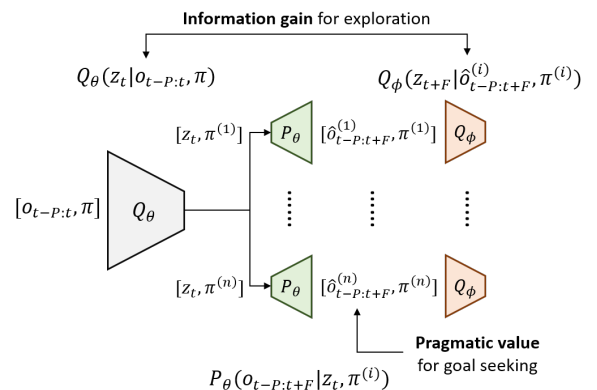 Information gain for exploration
Q_θ(z_t|o_{t−P:t}, π)
Q_ϕ(z_{t+F}|ô^{(i)}_{t−P:t+F}, π^{(i)})
[z_t, π^{(1)}]
P_θ
[ô^{(1)}_{t−P:t+F}, π^{(1)}]
Q_ϕ
[o_{t−P:t}, π]
Q_θ
[z_t, π^{(n)}]
P_θ
[ô^{(n)}_{t−P:t+F}, π^{(n)}]
Q_ϕ
Pragmatic value
for goal seeking
P_θ(o_{t−P:t+F}|z_t, π^{(i)})